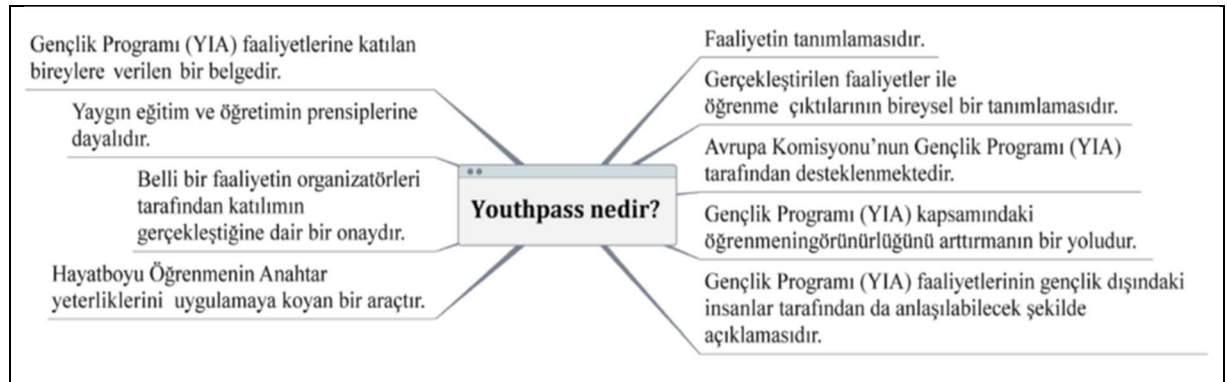 Gençlik Programı (YIA) faaliyetlerine katılan
bireylere verilen bir belgedir.
Yaygın eğitim ve öğretimin prensiplerine
dayalıdır.
Belli bir faaliyetin organizatörleri
tarafından katılımın
gerçekleştiğine dair bir onaydır.
Hayatboyu Öğrenmenin Anahtar
yeterliklerini uygulamaya koyan bir araçtır.
Youthpass nedir?
Faaliyetin tanımlamasıdır.
Gerçekleştirilen faaliyetler ile
öğrenme çıktılarının bireysel bir tanımlamasıdır.
Avrupa Komisyonu’nun Gençlik Programı (YIA)
tarafından desteklenmektedir.
Gençlik Programı (YIA) kapsamındaki
öğrenmeningörünürlüğünü arttırmanın bir yoludur.
Gençlik Programı (YIA) faaliyetlerinin gençlik dışındaki
insanlar tarafından da anlaşılabilecek şekilde
açıklamasıdır.